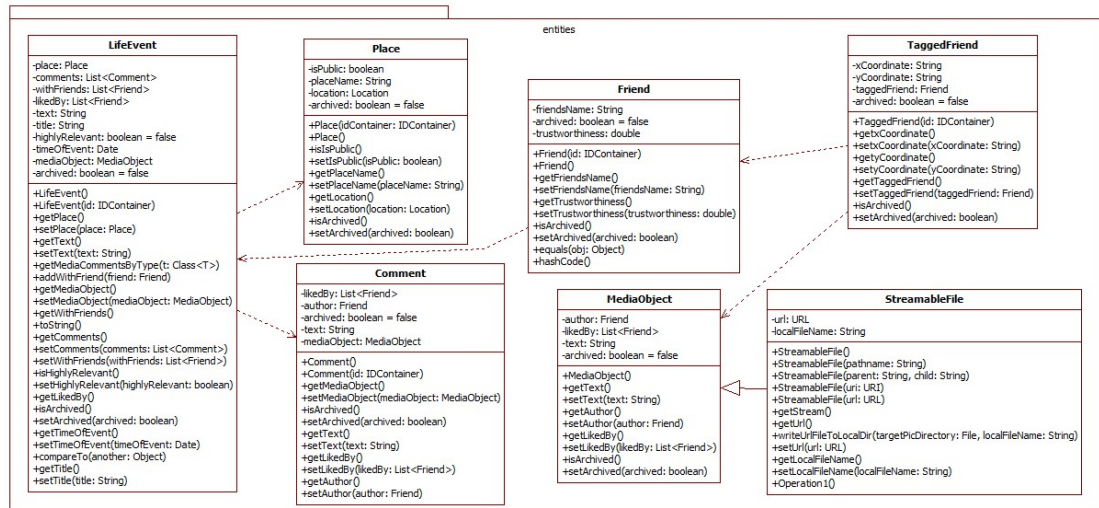 entities
LifeEvent
-place: Place
-comments: List<Comment>
-withFriends: List<Friend>
-likedBy: List<Friend>
-text: String
-title: String
-highlyRelevant: boolean = false
-timeOfEvent: Date
-mediaObject: MediaObject
-archived: boolean = false
+LifeEvent()
+LifeEvent(id: IDContainer)
+getPlace()
+setPlace(place: Place)
+getText()
+setText(text: String)
+getMediaCommentsByType(t: Class<T>)
+addWithFriend(friend: Friend)
+getMediaObject()
+setMediaObject(mediaObject: MediaObject)
+getWithFriends()
+toString()
+getComments()
+setComments(comments: List<Comment>)
+setWithFriends(withFriends: List<Friend>)
+isHighlyRelevant()
+setHighlyRelevant(highlyRelevant: boolean)
+getLikedBy()
+isArchived()
+setArchived(archived: boolean)
+getTimeOfEvent()
+setTimeOfEvent(timeOfEvent: Date)
+compareTo(another: Object)
+getTitle()
+setTitle(title: String)
Place
-isPublic: boolean
-placeName: String
-location: Location
-archived: boolean = false
+Place(idContainer: IDContainer)
+Place()
+isIsPublic()
+setIsPublic(isPublic: boolean)
+getPlaceName()
+setPlaceName(placeName: String)
+getLocation()
+setLocation(location: Location)
+isArchived()
+setArchived(archived: boolean)
Comment
-likedBy: List<Friend>
-author: Friend
-archived: boolean = false
-text: String
-mediaObject: MediaObject
+Comment()
+Comment(id: IDContainer)
+getMediaObject()
+setMediaObject(mediaObject: MediaObject)
+isArchived()
+setArchived(archived: boolean)
+getText()
+setText(text: String)
+getLikedBy()
+setLikedBy(likedBy: List<Friend>)
+getAuthor()
+setAuthor(author: Friend)
Friend
-friendsName: String
-archived: boolean = false
-trustworthiness: double
+Friend(id: IDContainer)
+Friend()
+getFriendsName()
+setFriendsName(friendsName: String)
+getTrustworthiness()
+setTrustworthiness(trustworthiness: double)
+isArchived()
+setArchived(archived: boolean)
+equals(obj: Object)
+hashCode()
MediaObject
-author: Friend
-likedBy: List<Friend>
-text: String
-archived: boolean = false
+MediaObject()
+getText()
+setText(text: String)
+getAuthor()
+setAuthor(author: Friend)
+getLikedBy()
+setLikedBy(likedBy: List<Friend>)
+isArchived()
+setArchived(archived: boolean)
TaggedFriend
-xCoordinate: String
-yCoordinate: String
-taggedFriend: Friend
-archived: boolean = false
+TaggedFriend(id: IDContainer)
+getxCoordinate()
+setxCoordinate(xCoordinate: String)
+getyCoordinate()
+setyCoordinate(yCoordinate: String)
+getTaggedFriend()
+setTaggedFriend(taggedFriend: Friend)
+isArchived()
+setArchived(archived: boolean)
StreamableFile
-url: URL
-localFileName: String
+StreamableFile()
+StreamableFile(pathname: String)
+StreamableFile(parent: String, child: String)
+StreamableFile(uri: URI)
+StreamableFile(url: URL)
+getStream()
+getUrl()
+writeUrlFileToLocalDir(targetPicDirectory: File, localFileName: String)
+setUrl(url: URL)
+getLocalFileName()
+setLocalFileName(localFileName: String)
+Operation1()